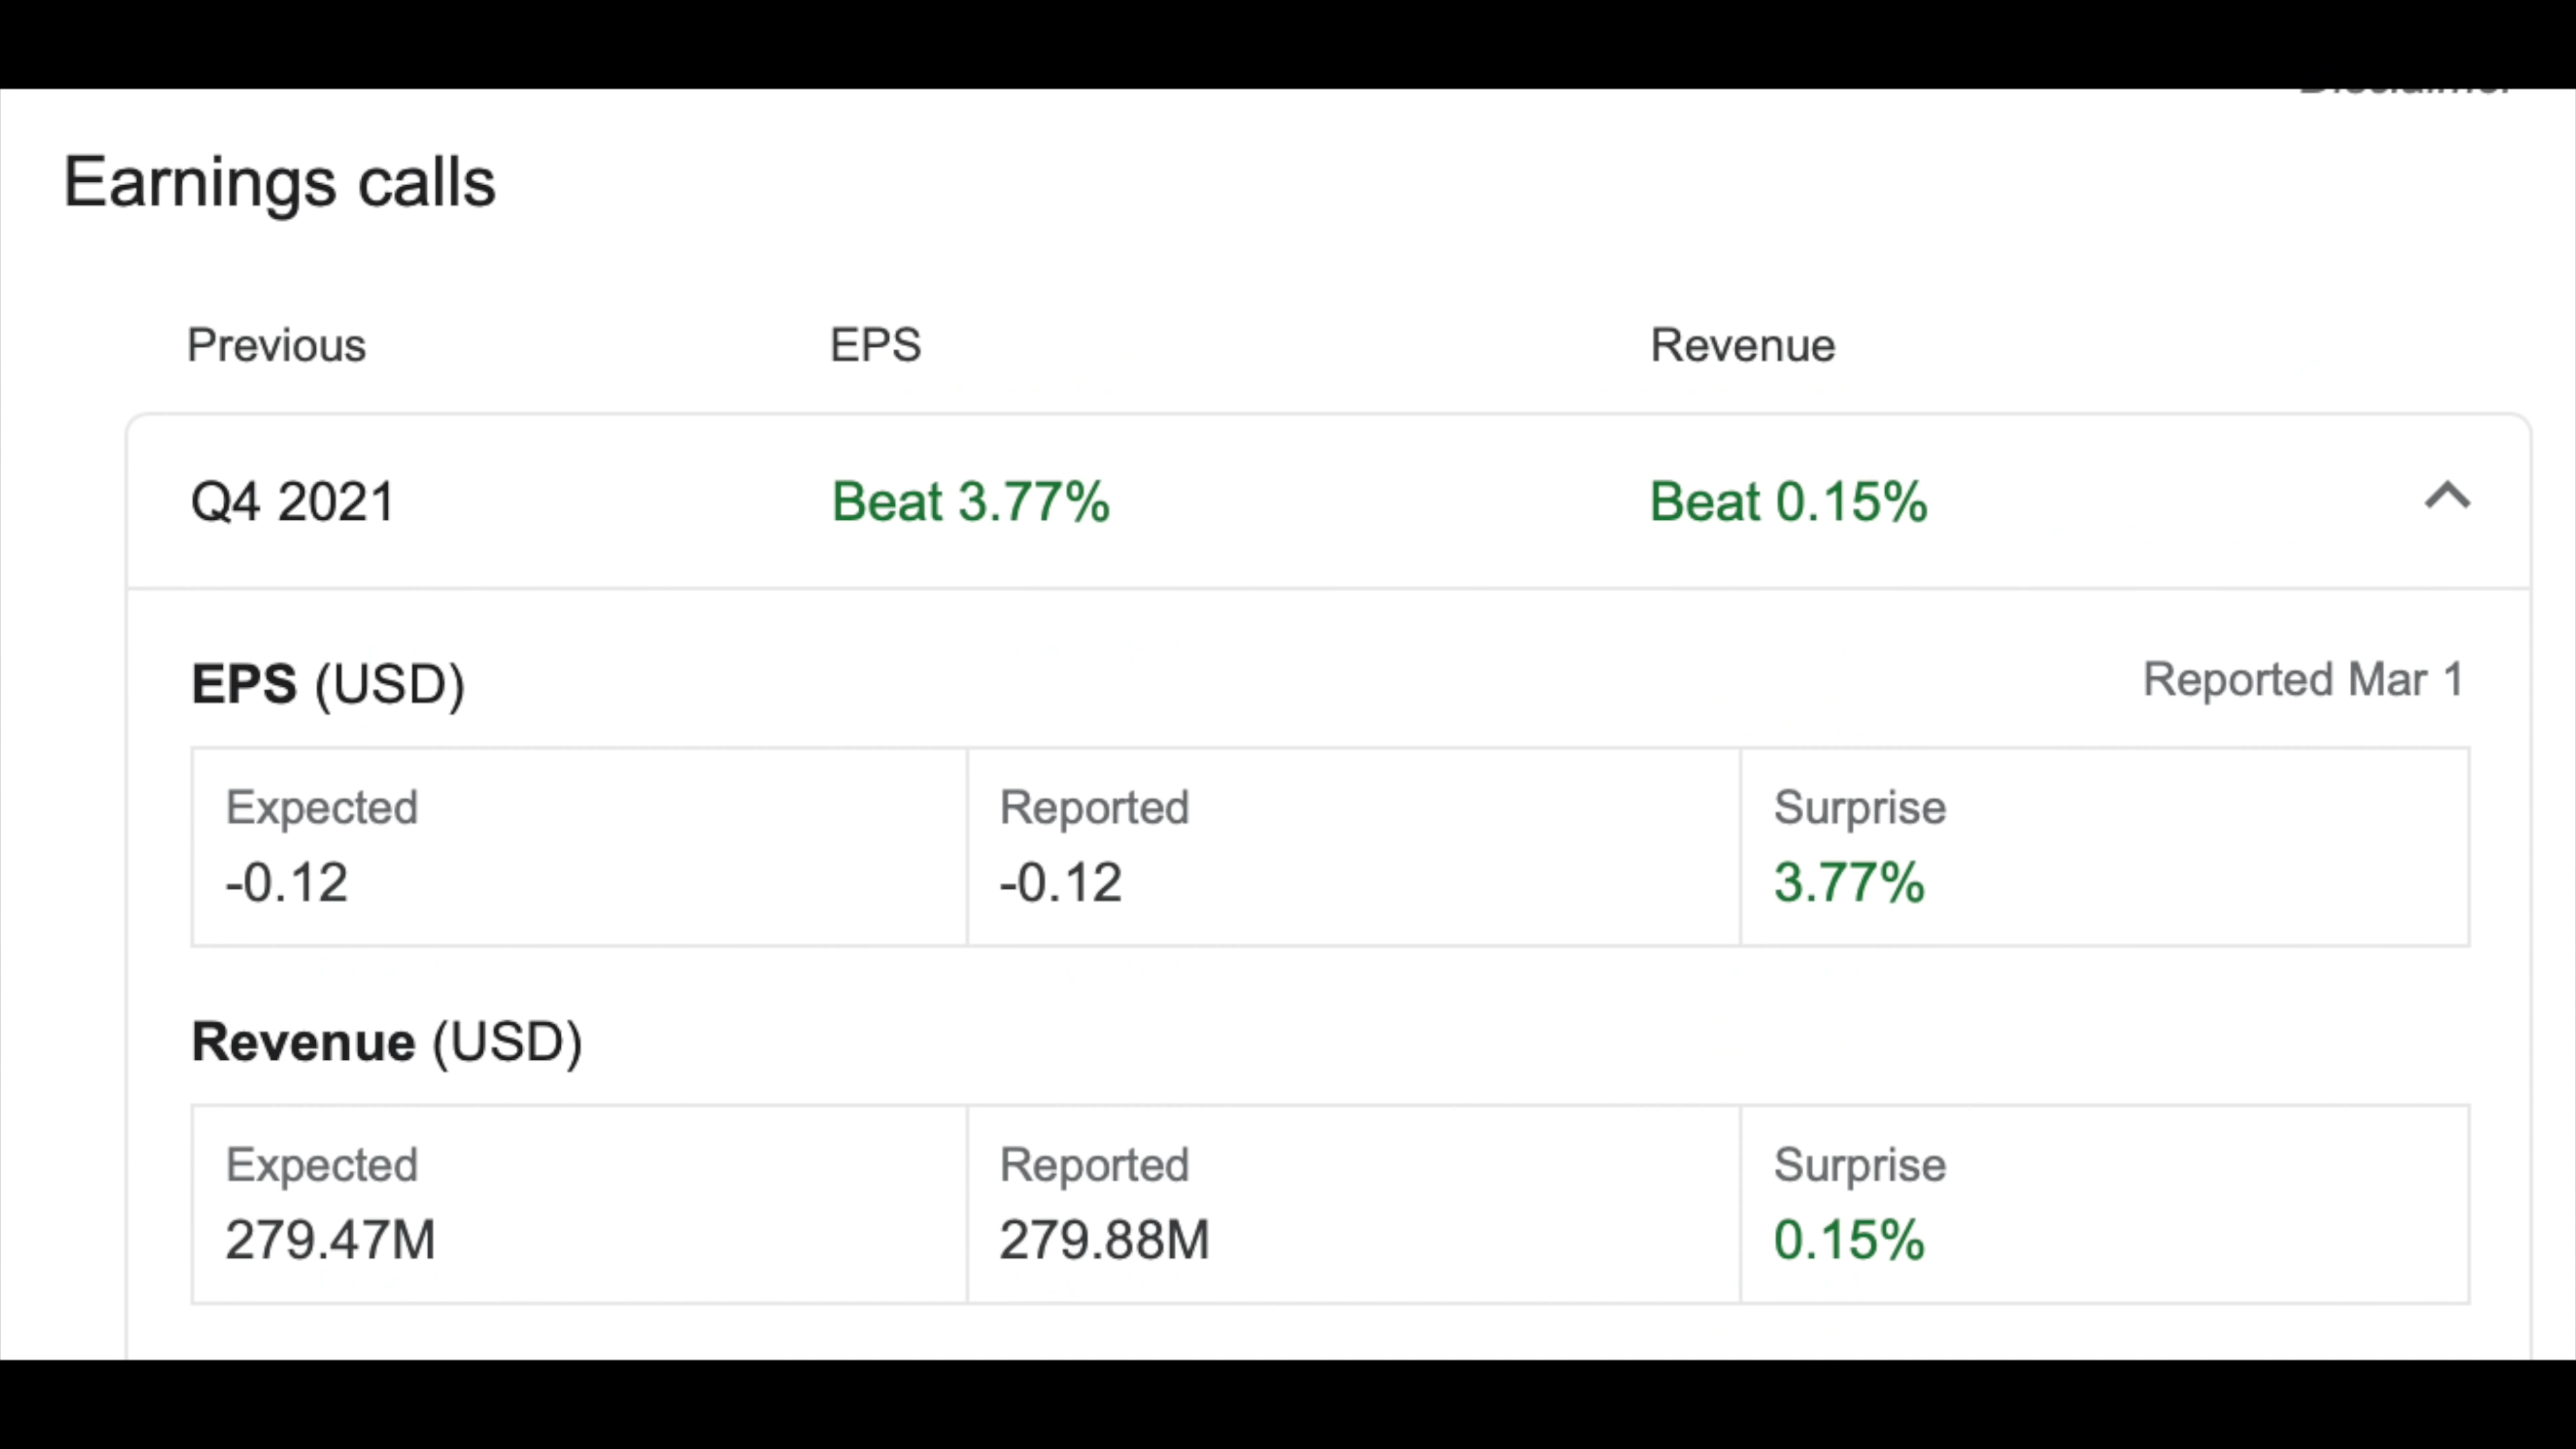 Earnings calls
Previous EPS Revenue
Q4 2021 Beat 3.77% Beat 0.15%
EPS (USD) Reported Mar 1
Expected Reported Surprise
-0.12 -0.12 3.77%
Revenue (USD)
Expected Reported Surprise
279.47M 279.88M 0.15%